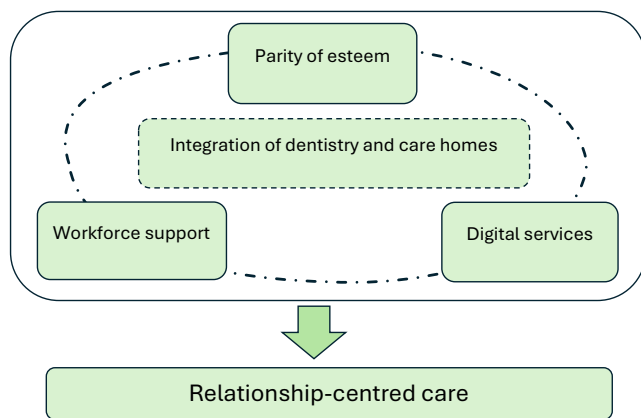 Parity of esteem
Integration of dentistry and care homes
Workforce support
Digital services
Relationship-centred care